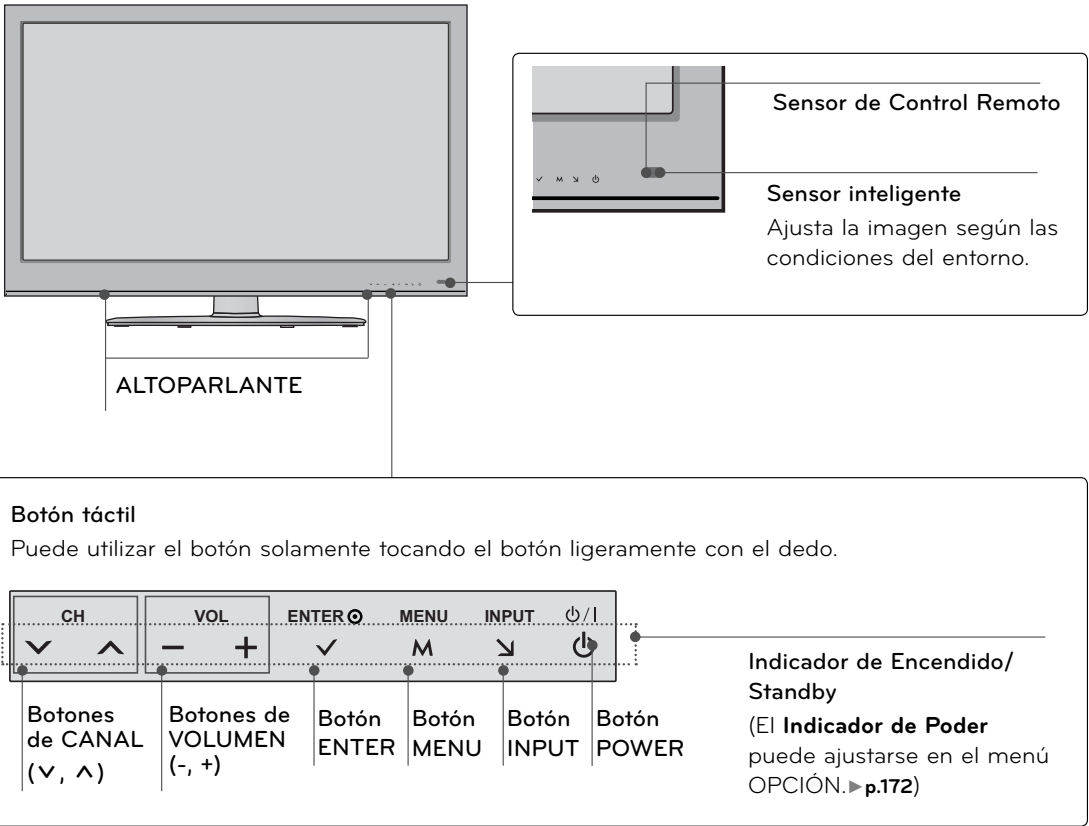 Sensor de Control Remoto
Sensor inteligente
Ajusta la imagen según las
condiciones del entorno.
ALTOPARLANTE
Botón táctil
Puede utilizar el botón solamente tocando el botón ligeramente con el dedo.
CH VOL ENTER MENU INPUT ⏻/I
- + ✓ M ⏻
Botones
de CANAL
(∨, ∧)
Botones de
VOLUMEN
(-, +)
Botón
ENTER
Botón
MENU
Botón
INPUT
Botón
POWER
Indicador de Encendido/
Standby
(El Indicador de Poder
puede ajustarse en el menú
OPCIÓN.►p.172)